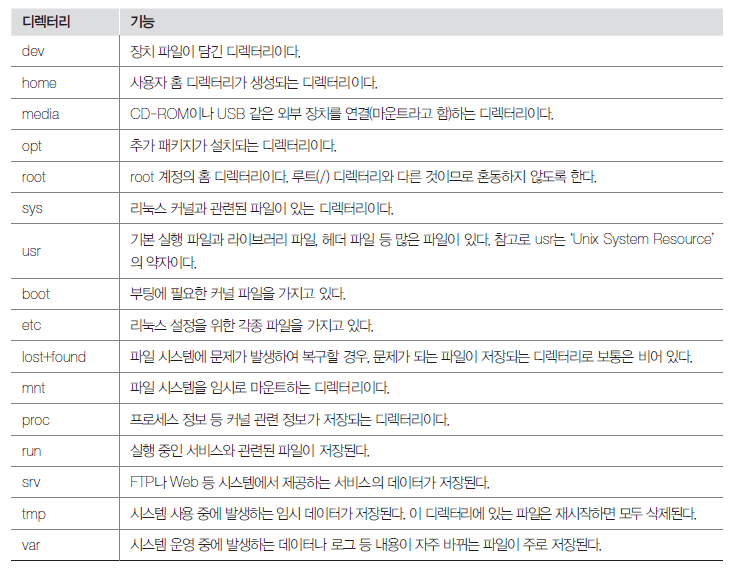 디렉터리 기능
dev 장치 파일이 담긴 디렉터리이다.
home 사용자 홈 디렉터리가 생성되는 디렉터리이다.
media CD-ROM이나 USB 같은 외부 장치를 연결(마운트라고 함)하는 디렉터리이다.
opt 추가 패키지가 설치되는 디렉터리이다.
root root 계정의 홈 디렉터리이다. 루트(/) 디렉터리와 다른 것이므로 혼동하지 않도록 한다.
sys 리눅스 커널과 관련된 파일이 있는 디렉터리이다.
usr 기본 실행 파일과 라이브러리 파일, 헤더 파일 등 많은 파일이 있다. 참고로 usr는 ‘Unix System Resource’
의 약자이다.
boot 부팅에 필요한 커널 파일을 가지고 있다.
etc 리눅스 설정을 위한 각종 파일을 가지고 있다.
lost+found 파일 시스템에 문제가 발생하여 복구할 경우, 문제가 되는 파일이 저장되는 디렉터리로 보통은 비어 있다.
mnt 파일 시스템을 임시로 마운트하는 디렉터리이다.
proc 프로세스 정보 등 커널 관련 정보가 저장되는 디렉터리이다.
run 실행 중인 서비스와 관련된 파일이 저장된다.
srv FTP나 Web 등 시스템에서 제공하는 서비스의 데이터가 저장된다.
tmp 시스템 사용 중에 발생하는 임시 데이터가 저장된다. 이 디렉터리에 있는 파일은 재시작하면 모두 삭제된다.
var 시스템 운영 중에 발생하는 데이터나 로그 등 내용이 자주 바뀌는 파일이 주로 저장된다.